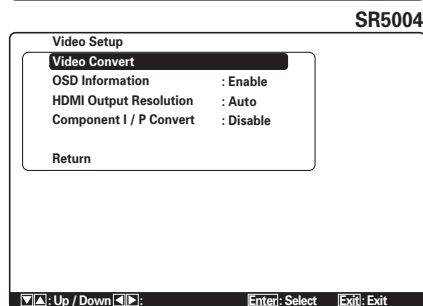 SR5004
Video Setup
Video Convert
OSD Information : Enable
HDMI Output Resolution : Auto
Component I / P Convert : Disable
Return
▼▲: Up / Down ◀▶: Enter: Select Exit: Exit